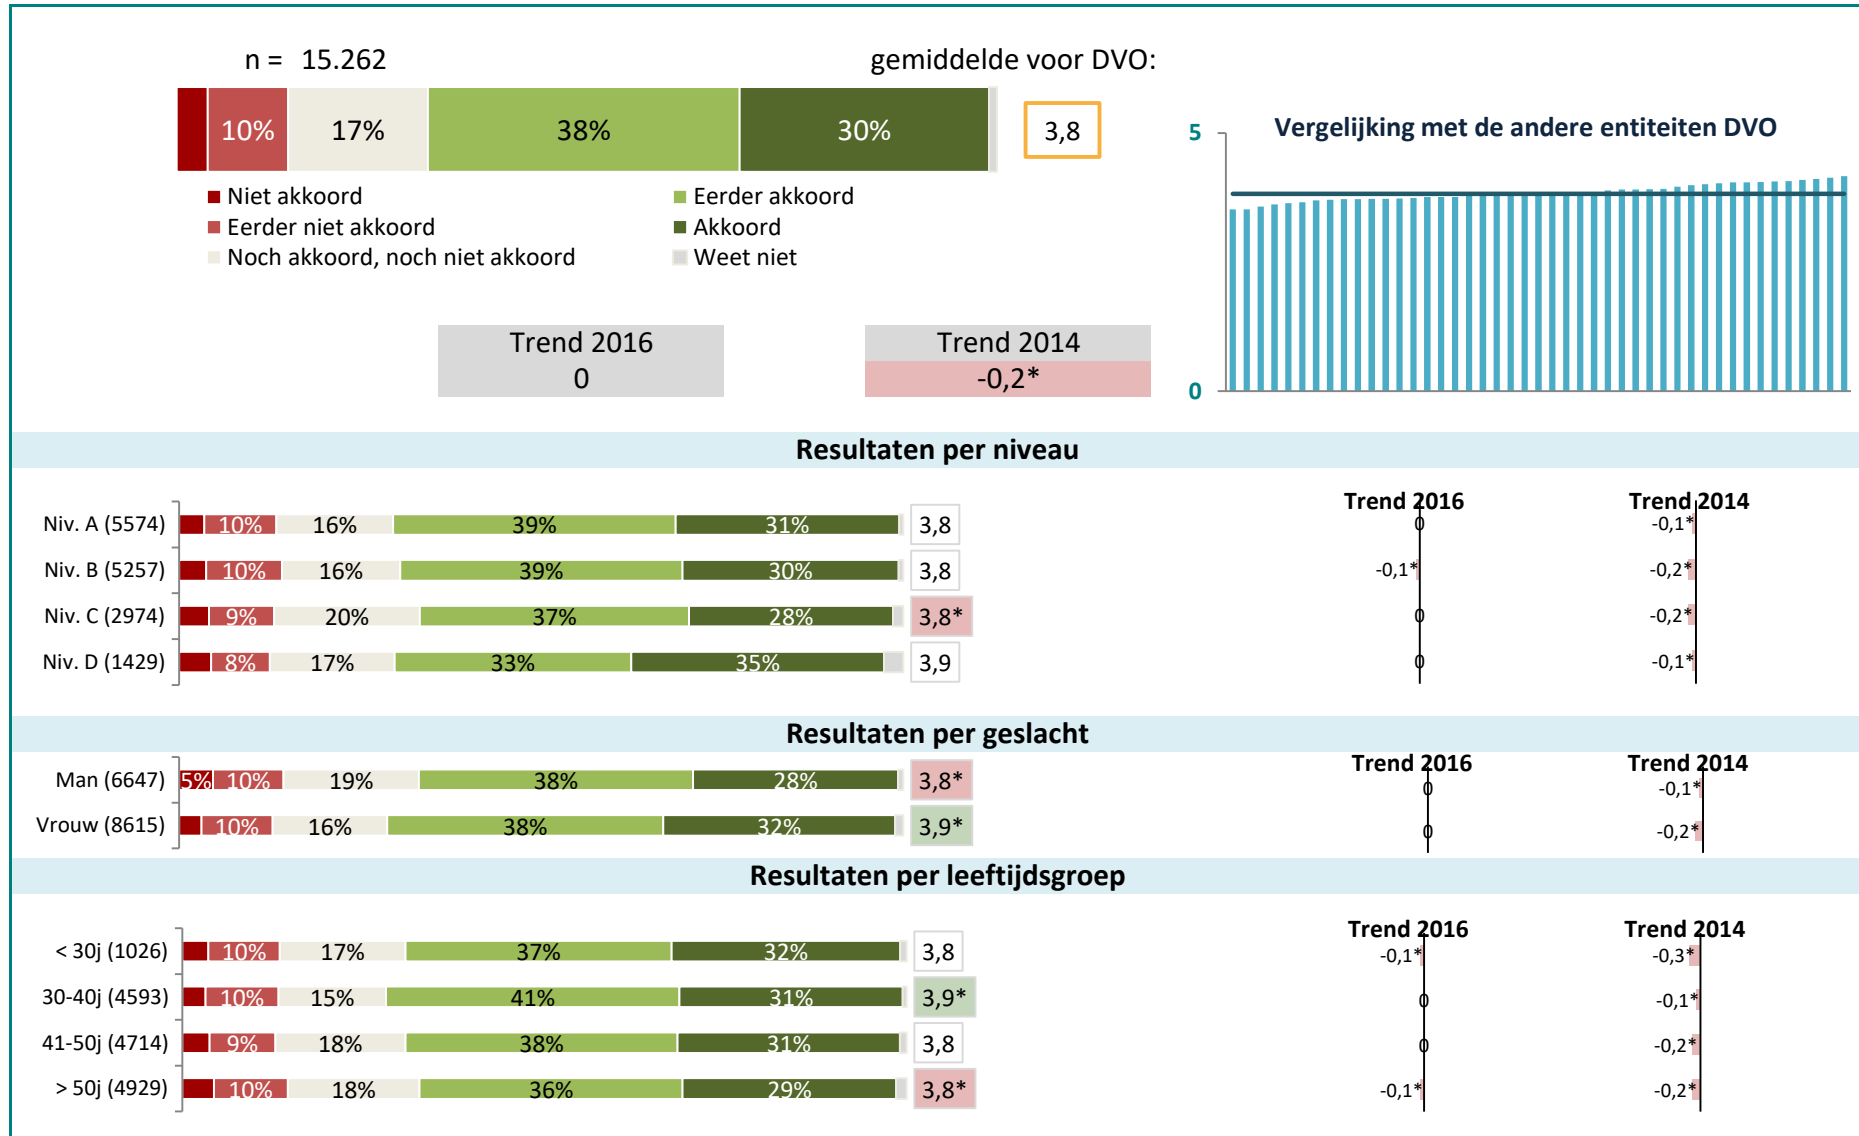 n = 15.262
gemiddelde voor DVO:
10% 17% 38% 30% 3,8
Niet akkoord
Eerder akkoord
Eerder niet akkoord
Akkoord
Noch akkoord, noch niet akkoord
Weet niet
Vergelijking met de andere entiteiten DVO
5
0
Trend 2016
0
Trend 2014
-0,2*
Resultaten per niveau
Trend 2016 Trend 2014
Niv. A (5574) 10% 16% 39% 31% 3,8 0 -0,1*
Niv. B (5257) 10% 16% 39% 30% 3,8 -0,1* -0,2*
Niv. C (2974) 9% 20% 37% 28% 3,8* 0 -0,2*
Niv. D (1429) 8% 17% 33% 35% 3,9 0 -0,1*
Resultaten per geslacht
Trend 2016 Trend 2014
Man (6647) 5% 10% 19% 38% 28% 3,8* 0 -0,1*
Vrouw (8615) 10% 16% 38% 32% 3,9* 0 -0,2*
Resultaten per leeftijdsgroep
Trend 2016 Trend 2014
< 30j (1026) 10% 17% 37% 32% 3,8 -0,1* -0,3*
30-40j (4593) 10% 15% 41% 31% 3,9* 0 -0,1*
41-50j (4714) 9% 18% 38% 31% 3,8 0 -0,2*
> 50j (4929) 10% 18% 36% 29% 3,8* -0,1* -0,2*